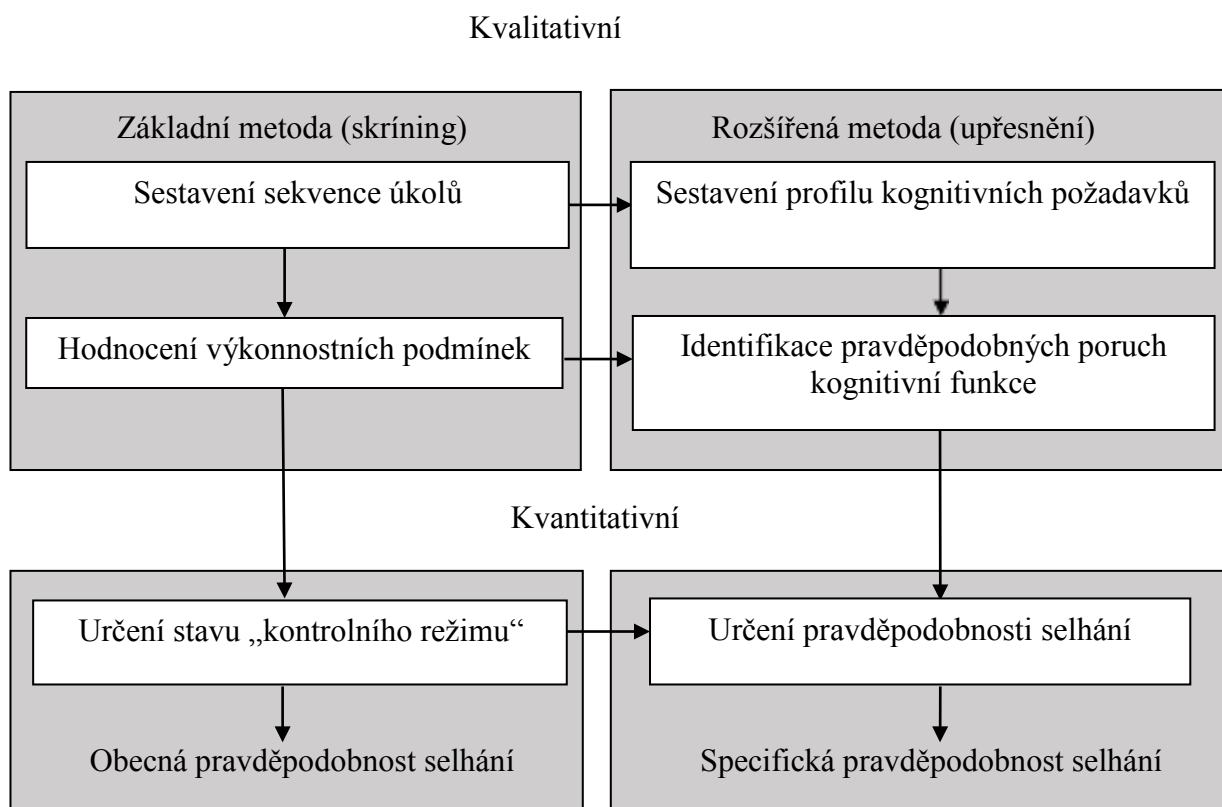 Kvalitativní
Základní metoda (skríning)
Sestavení sekvence úkolů
Hodnocení výkonnostních podmínek
Rozšířená metoda (upřesnění)
Sestavení profilu kognitivních požadavků
Identifikace pravděpodobných poruch
kognitivní funkce
Kvantitativní
Určení stavu „kontrolního režimu“
Obecná pravděpodobnost selhání
Určení pravděpodobnosti selhání
Specifická pravděpodobnost selhání